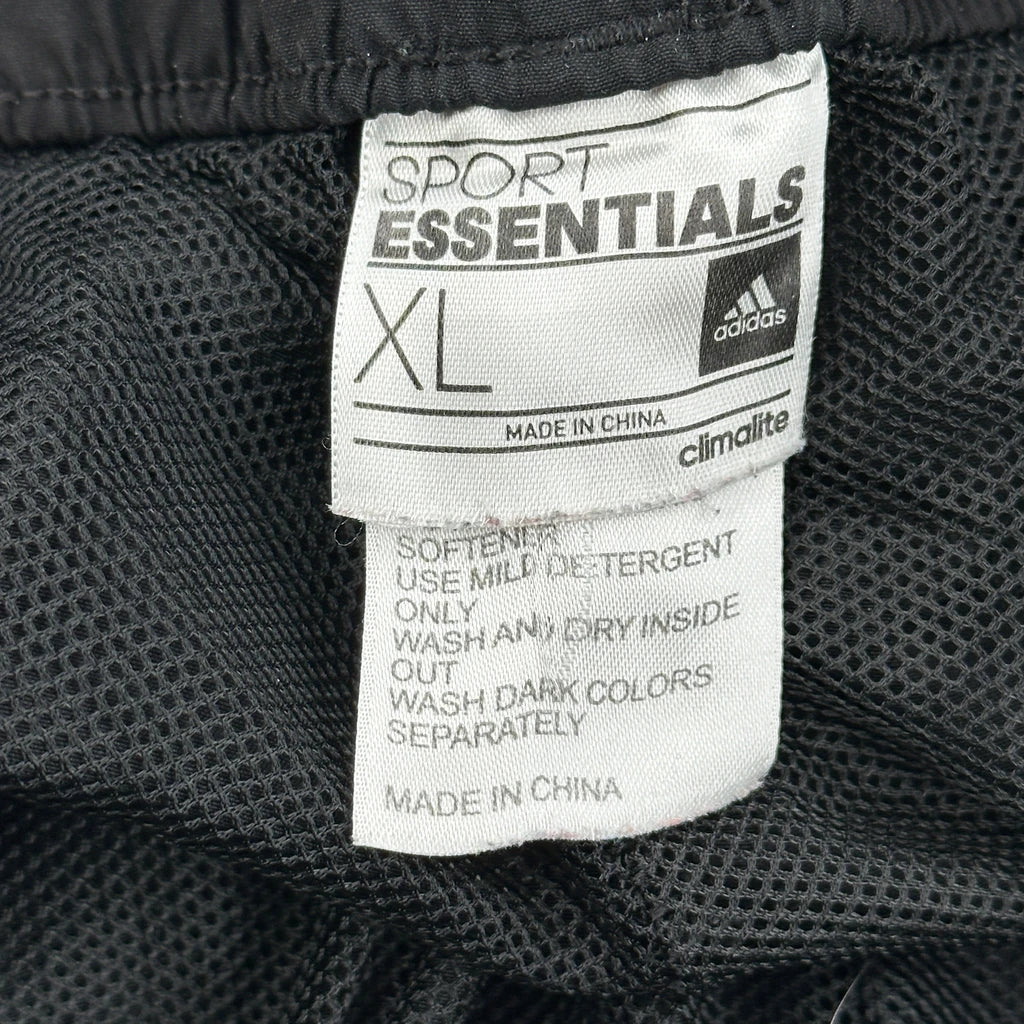 SPORT
ESSENTIALS
XL
adidas
MADE IN CHINA
climalite
SOFTENER
USE MILD DETERGENT
ONLY
WASH AND DRY INSIDE
OUT
WASH DARK COLORS
SEPARATELY
MADE IN CHINA